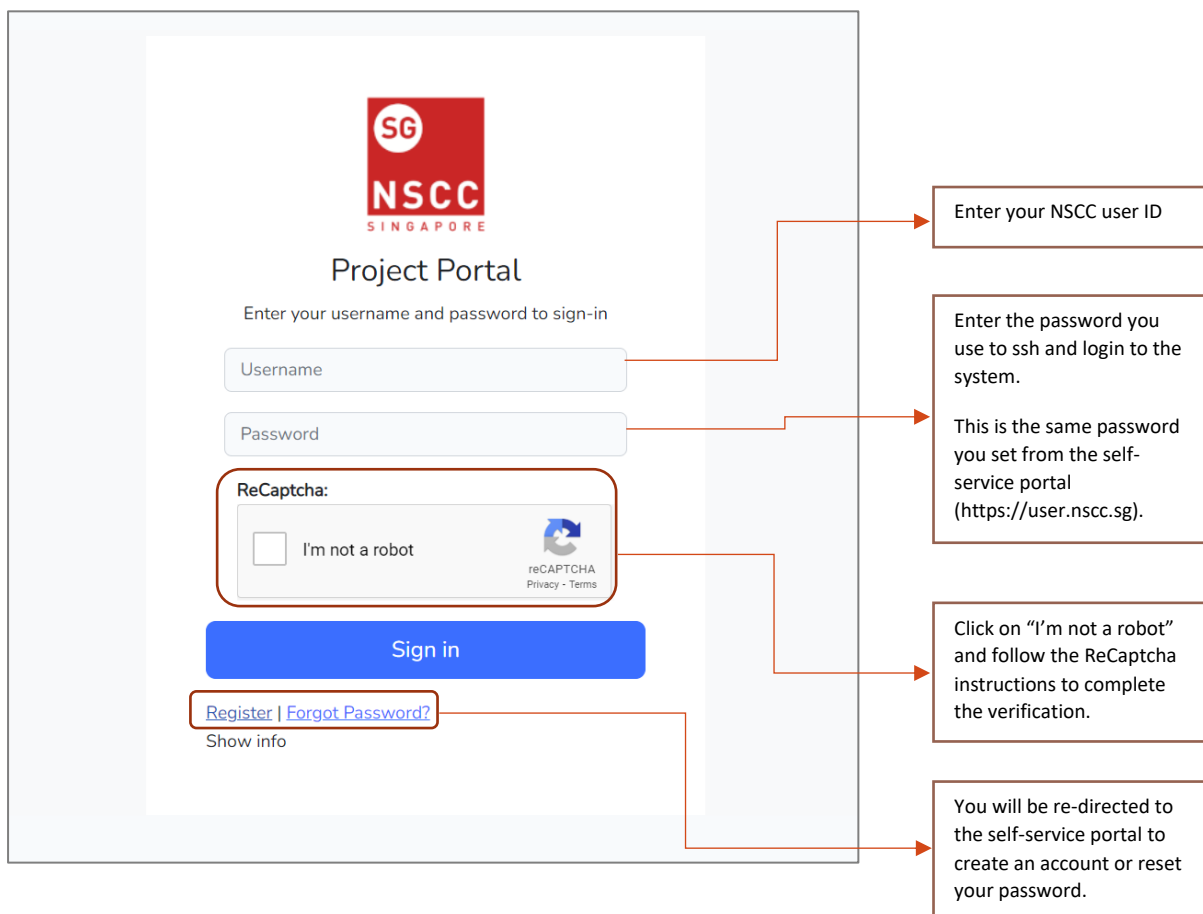 SG
NSCC
SINGAPORE
Project Portal
Enter your username and password to sign-in
Username
Password
ReCaptcha:
I'm not a robot
reCAPTCHA
Privacy - Terms
Sign in
Register | Forgot Password?
Show info
Enter your NSCC user ID
Enter the password you
use to ssh and login to the
system.
This is the same password
you set from the self-
service portal
(https://user.nscc.sg).
Click on “I’m not a robot”
and follow the ReCaptcha
instructions to complete
the verification.
You will be re-directed to
the self-service portal to
create an account or reset
your password.